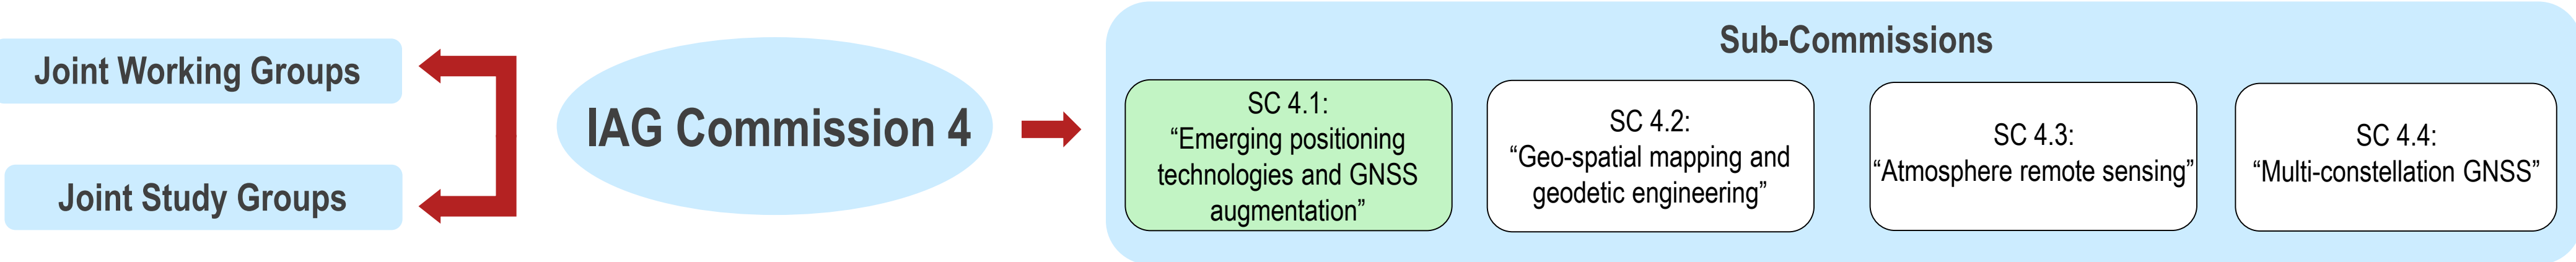 Joint Working Groups
Joint Study Groups
IAG Commission 4
Sub-Commissions
SC 4.1:
“Emerging positioning
technologies and GNSS
augmentation”
SC 4.2:
“Geo-spatial mapping and
geodetic engineering”
SC 4.3:
“Atmosphere remote sensing”
SC 4.4:
“Multi-constellation GNSS”